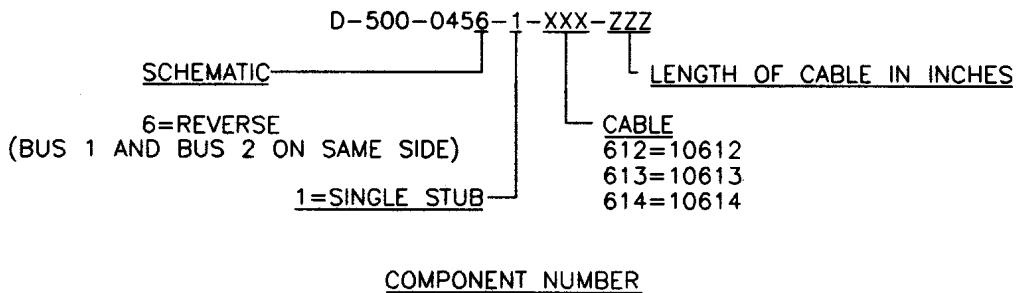 D-500-0456-1-XXX-ZZZ
SCHEMATIC
LENGTH OF CABLE IN INCHES
6=REVERSE
(BUS 1 AND BUS 2 ON SAME SIDE)
CABLE
612=10612
613=10613
614=10614
1=SINGLE STUB
COMPONENT NUMBER